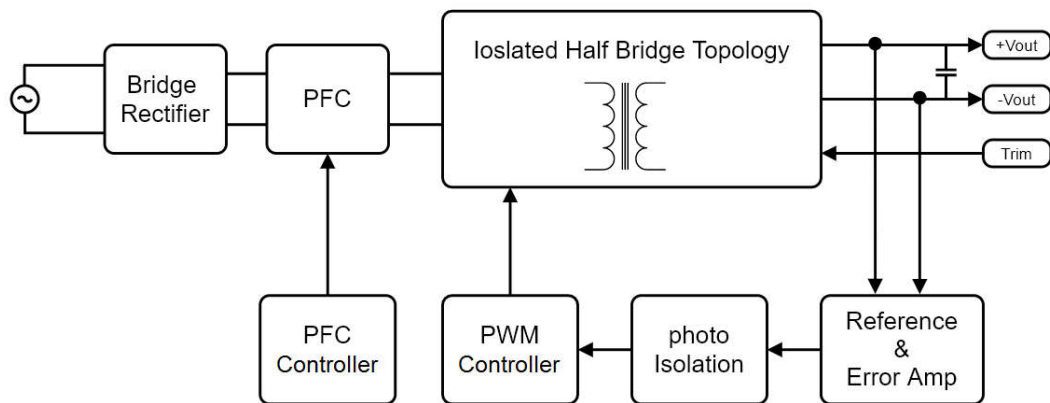 Ioslated Half Bridge Topology
+Vout
Bridge
Rectifier
PFC
-Vout
Trim
PFC
Controller
PWM
Controller
photo
Isolation
Reference
&
Error Amp